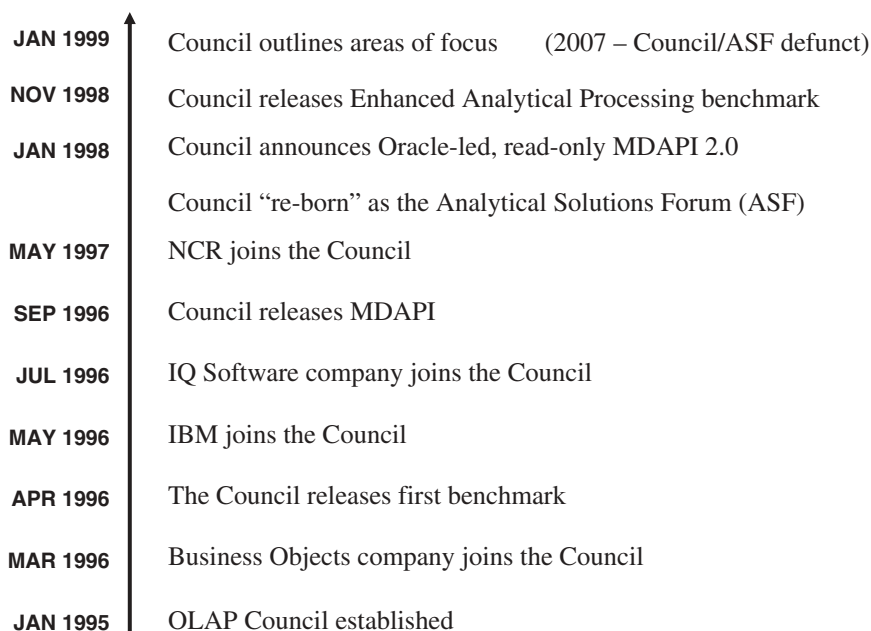 JAN 1999 Council outlines areas of focus (2007 – Council/ASF defunct)
NOV 1998 Council releases Enhanced Analytical Processing benchmark
JAN 1998 Council announces Oracle-led, read-only MDAPI 2.0
Council “re-born” as the Analytical Solutions Forum (ASF)
MAY 1997 NCR joins the Council
SEP 1996 Council releases MDAPI
JUL 1996 IQ Software company joins the Council
MAY 1996 IBM joins the Council
APR 1996 The Council releases first benchmark
MAR 1996 Business Objects company joins the Council
JAN 1995 OLAP Council established